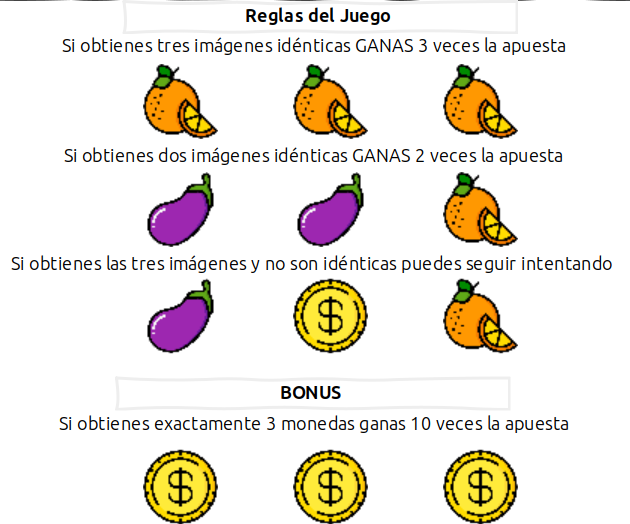 Reglas del Juego
Si obtienes tres imágenes idénticas GANAS 3 veces la apuesta
Si obtienes dos imágenes idénticas GANAS 2 veces la apuesta
Si obtienes las tres imágenes y no son idénticas puedes seguir intentando
$
BONUS
Si obtienes exactamente 3 monedas ganas 10 veces la apuesta
$ $ $